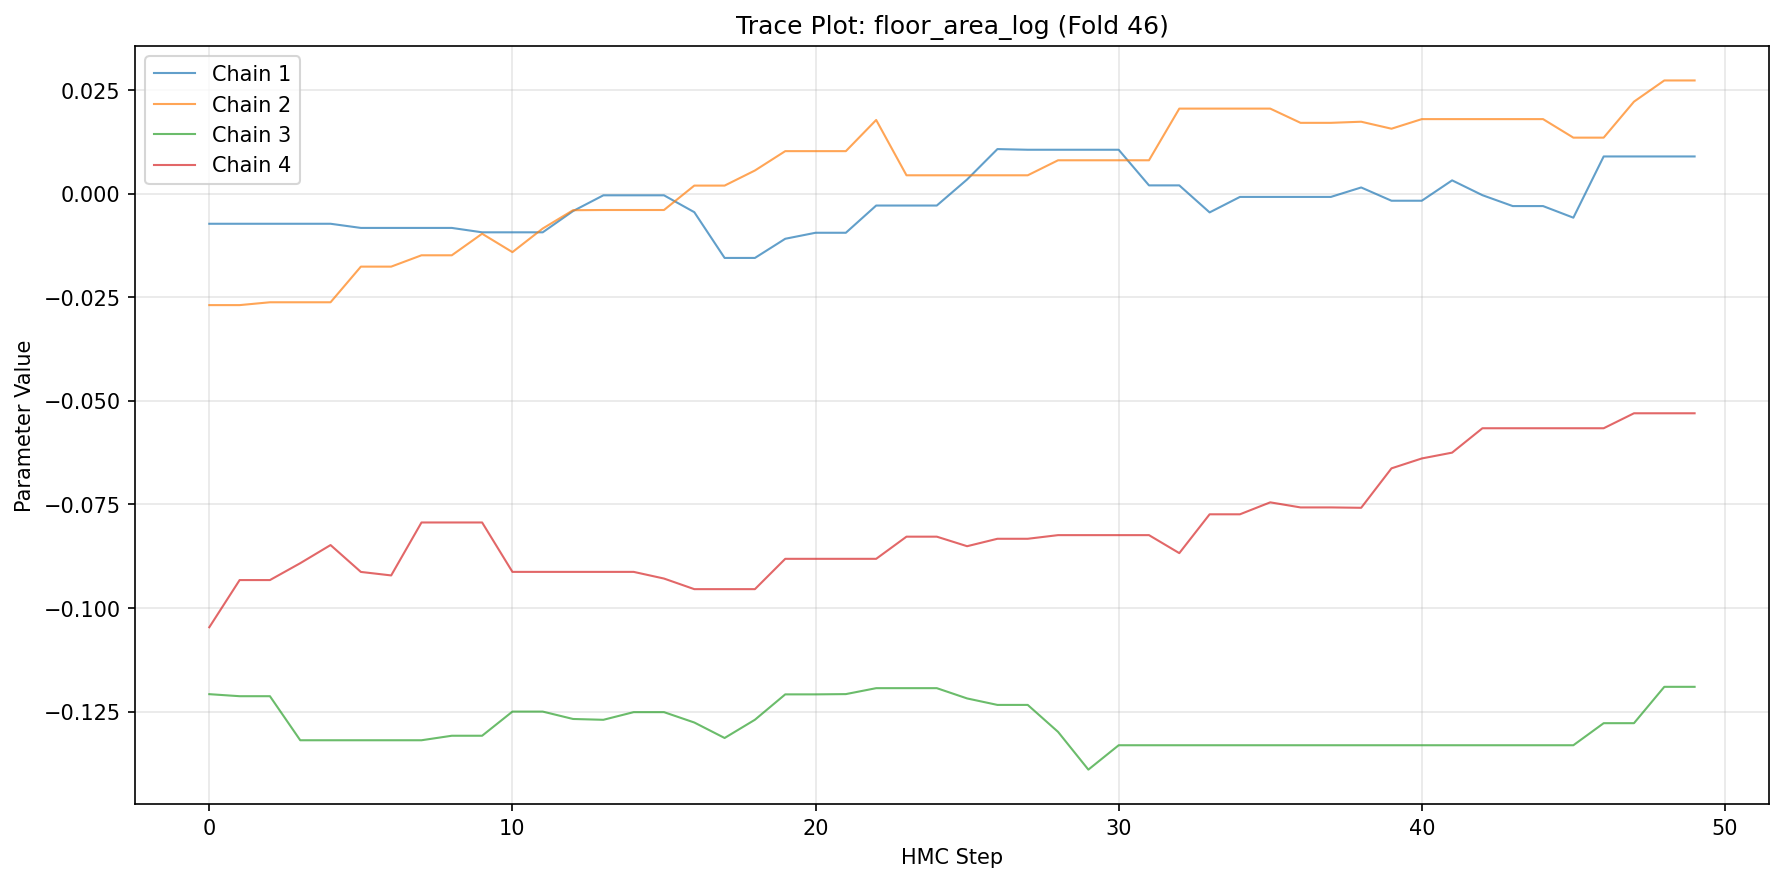 Trace Plot: floor_area_log (Fold 46)
Chain 1
Chain 2
Chain 3
Chain 4
0.025
0.000
−0.025
−0.050
−0.075
−0.100
−0.125
Parameter Value
0 10 20 30 40 50
HMC Step